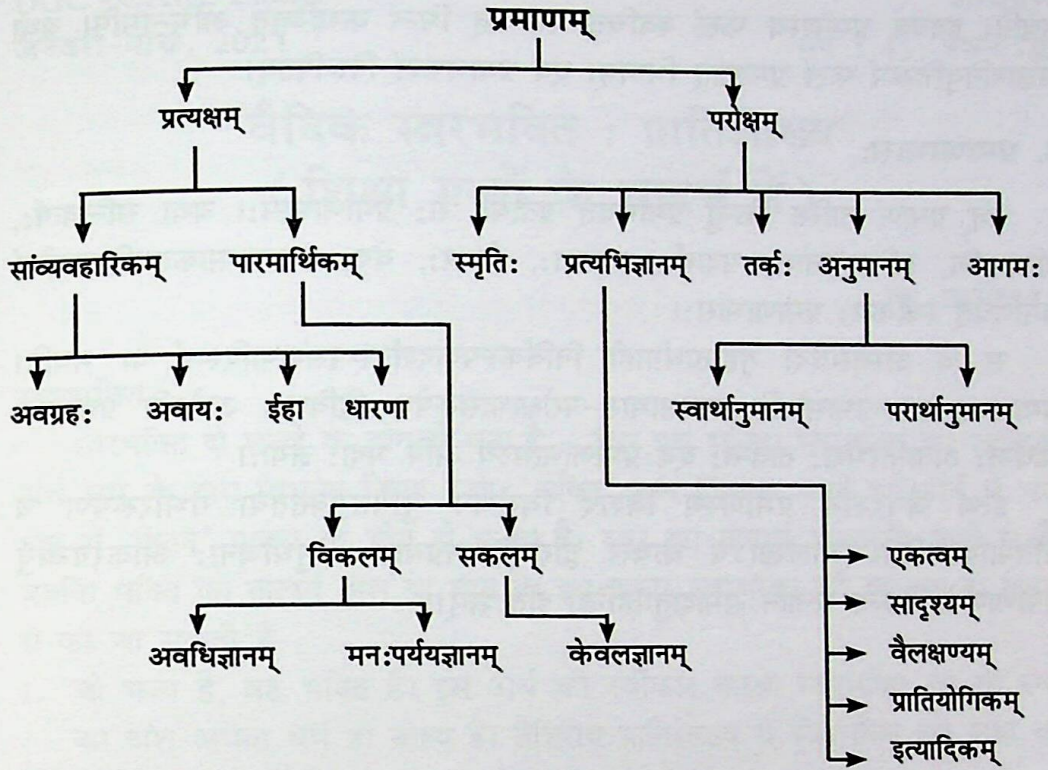 प्रमाणम्
प्रत्यक्षम् परोक्षम्
सांव्यवहारिकम् पारमार्थिकम् स्मृतिः प्रत्यभिज्ञानम् तर्कः अनुमानम् आगमः
अवग्रहः अवायः ईहा धारणा स्वार्थानुमानम् परार्थानुमानम्
विकलम् सकलम् एकत्वम्
सादृश्यम्
अवधिज्ञानम् मनःपर्ययज्ञानम् केवलज्ञानम् वैलक्षण्यम्
प्रातियोगिकम्
इत्यादिकम्